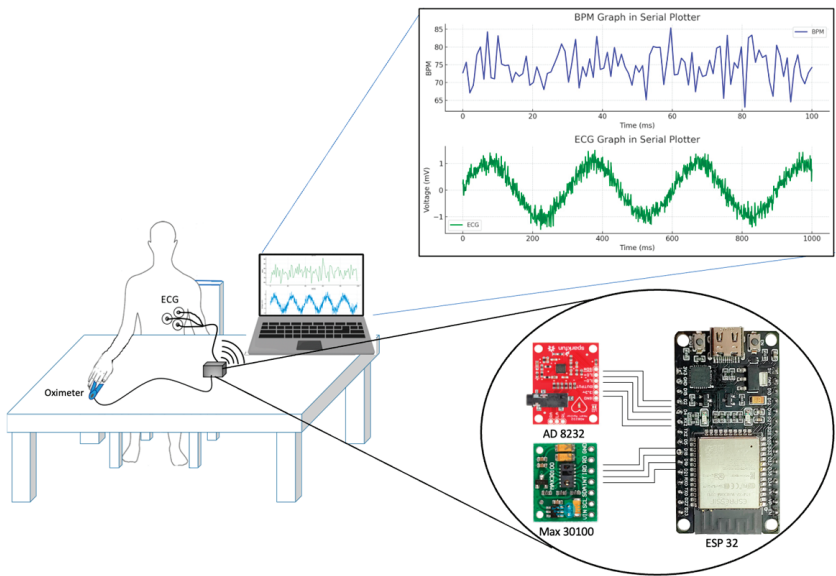 BPM Graph in Serial Plotter
BPM
85
80
75
70
65
BPM
0
20
40
60
80
100
Time (ms)
ECG Graph in Serial Plotter
1
0
−1
Voltage (mV)
ECG
0
200
400
600
800
1000
Time (ms)
ECG
Oximeter
sparkfun
AD 8232
MAX30100
Max 30100
ESP 32